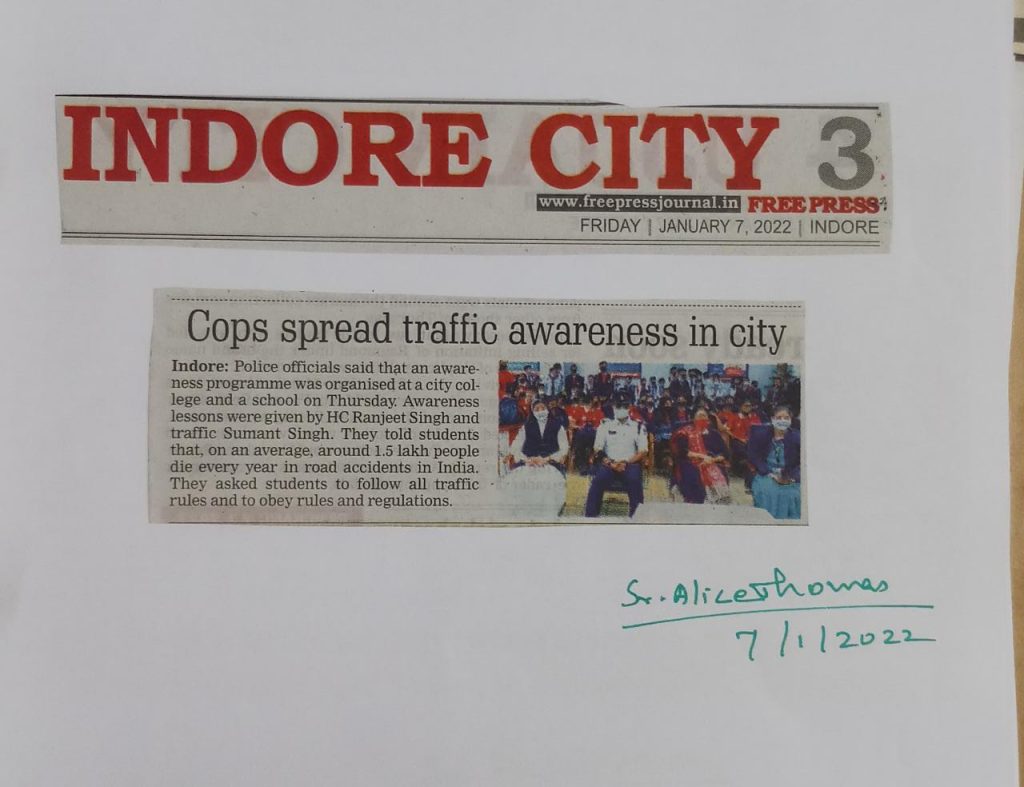 INDORE CITY 3
www.freepressjournal.in FREE PRESS
FRIDAY | JANUARY 7, 2022 | INDORE
Cops spread traffic awareness in city
Indore: Police officials said that an aware-
ness programme was organised at a city col-
lege and a school on Thursday. Awareness
lessons were given by HC Ranjeet Singh and
traffic Sumant Singh. They told students
that, on an average, around 1.5 lakh people
die every year in road accidents in India.
They asked students to follow all traffic
rules and to obey rules and regulations.
Sr. Alice Thomas
7/1/2022